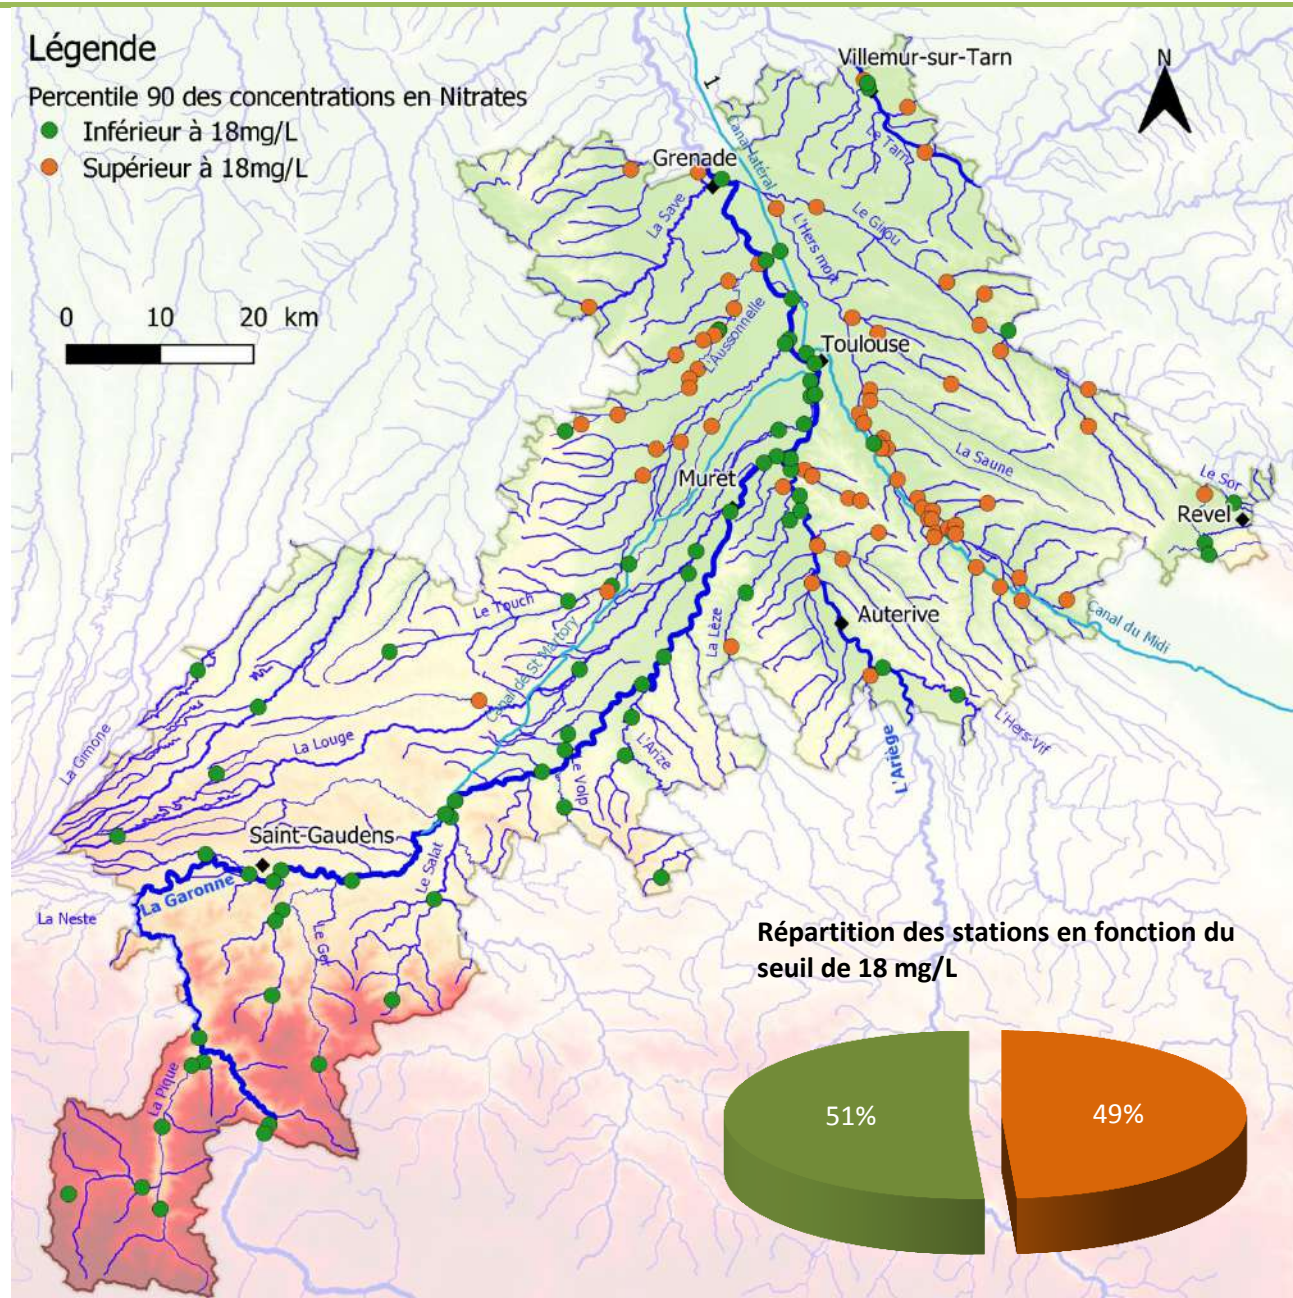 Légende
Percentile 90 des concentrations en Nitrates
Inférieur à 18mg/L
Supérieur à 18mg/L
0 10 20 km
1
N
Villemur-sur-Tarn
Le Tarn
Canal latéral
Grenade
La Save
Le Girou
L'Hers mort
L'Aussonnelle
Toulouse
La Saune
Le Sor
Revel
Muret
Le Touch
Canal de St Martory
La Lèze
Auterive
Canal du Midi
La Gimone
La Louge
L'Arize
L'Hers-Vif
L'Ariège
Le Volp
Saint-Gaudens
Le Salat
La Garonne
La Neste
Le Ger
La Pique
Répartition des stations en fonction du
seuil de 18 mg/L
51%
49%